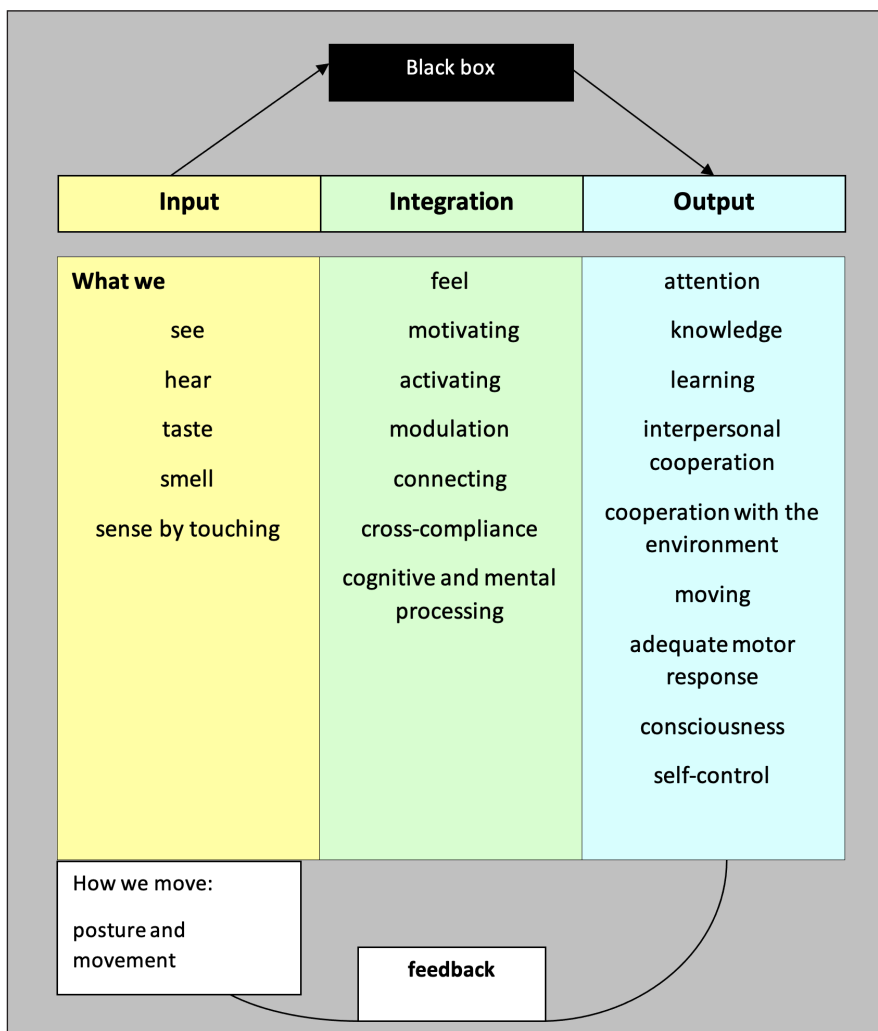 Black box
Input
Integration
Output
What we
see
hear
taste
smell
sense by touching
feel
motivating
activating
modulation
connecting
cross-compliance
cognitive and mental
processing
attention
knowledge
learning
interpersonal
cooperation
cooperation with the
environment
moving
adequate motor
response
consciousness
self-control
How we move:
posture and
movement
feedback